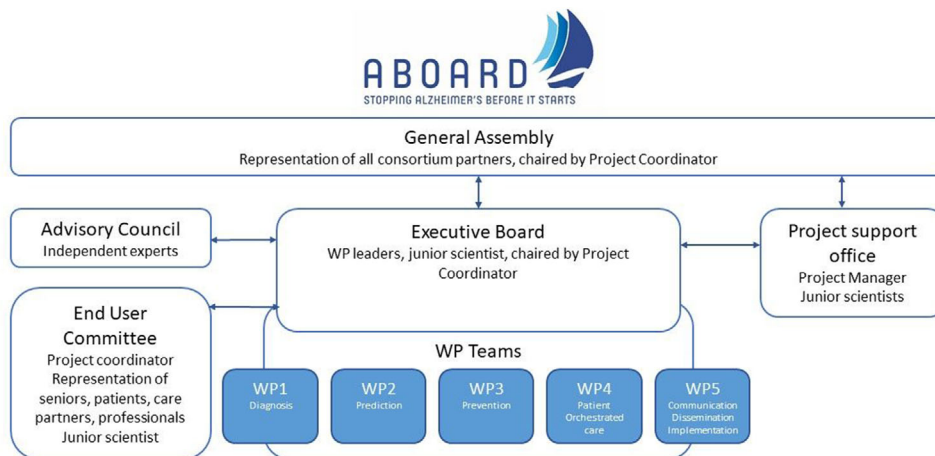 ABOARD
STOPPING ALZHEIMER'S BEFORE IT STARTS
General Assembly
Representation of all consortium partners, chaired by Project Coordinator
Advisory Council
Independent experts
Executive Board
WP leaders, junior scientist, chaired by Project
Coordinator
Project support
office
Project Manager
Junior scientists
End User
Committee
Project coordinator
Representation of
seniors, patients, care
partners, professionals
Junior scientist
WP Teams
WP1
Diagnosis
WP2
Prediction
WP3
Prevention
WP4
Patient
Orchestrated
care
WP5
Communication
Dissemination
Implementation